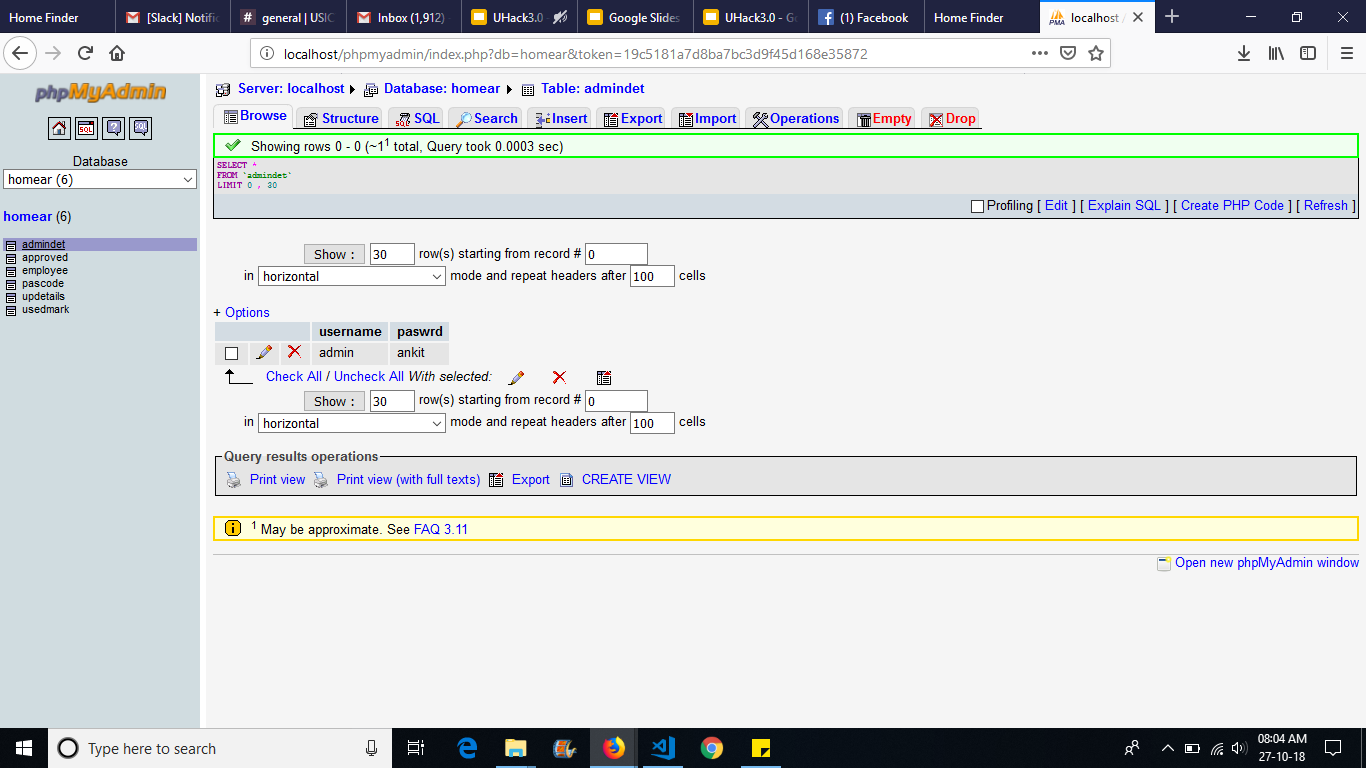 Home Finder [Slack] Notific general | USIC Inbox (1,912) - UHack3.0 - Google Slides UHack3.0 - Go (1) Facebook Home Finder localhost /
localhost/phpmyadmin/index.php?db=homear&token=19c5181a7d8ba7bc3d9f45d168e35872
phpMyAdmin
SQL
Database
homear (6)
homear (6)
admindet
approved
employee
pascode
updetails
usedmark
Server: localhost Database: homear Table: admindet
Browse Structure SQL Search Insert Export Import Operations Empty Drop
Showing rows 0 - 0 (~1¹ total, Query took 0.0003 sec)
SELECT *
FROM `admindet`
LIMIT 0 , 30
Profiling [ Edit ] [ Explain SQL ] [ Create PHP Code ] [ Refresh ]
Show : 30 row(s) starting from record # 0
in horizontal mode and repeat headers after 100 cells
+ Options
username paswrd
admin ankit
Check All / Uncheck All With selected:
Show : 30 row(s) starting from record # 0
in horizontal mode and repeat headers after 100 cells
Query results operations
Print view Print view (with full texts) Export CREATE VIEW
¹ May be approximate. See FAQ 3.11
Open new phpMyAdmin window
Type here to search
08:04 AM
27-10-18